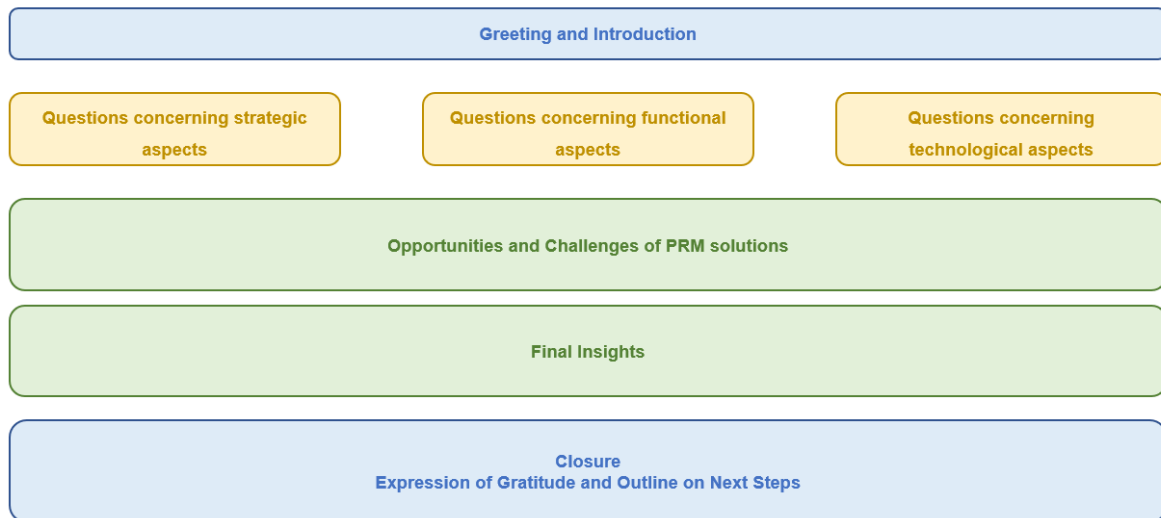 Greeting and Introduction
Questions concerning strategic
aspects
Questions concerning functional
aspects
Questions concerning
technological aspects
Opportunities and Challenges of PRM solutions
Final Insights
Closure
Expression of Gratitude and Outline on Next Steps